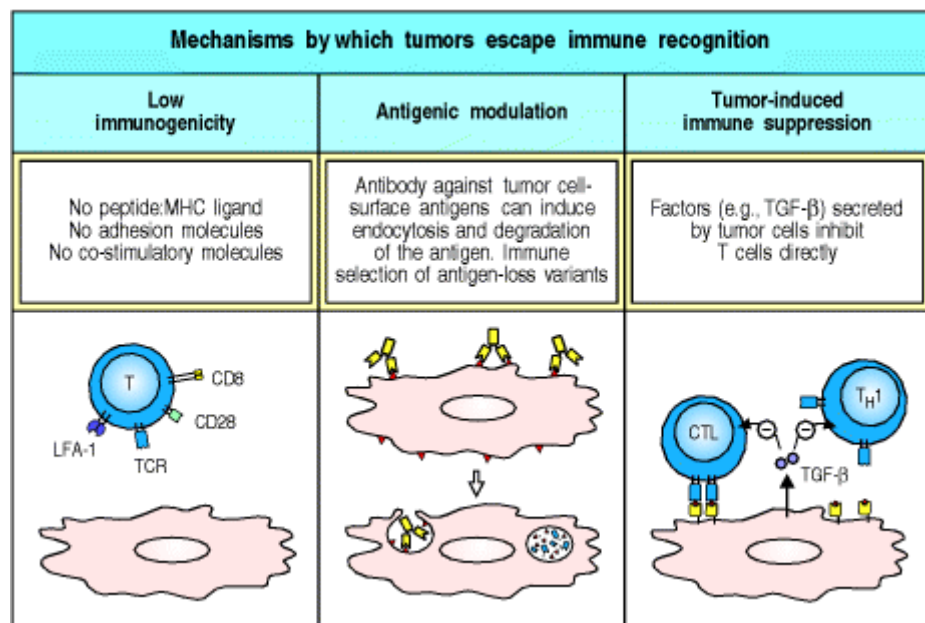 Mechanisms by which tumors escape immune recognition
Low
immunogenicity
Antigenic modulation
Tumor-induced
immune suppression
No peptide:MHC ligand
No adhesion molecules
No co-stimulatory molecules
Antibody against tumor cell-
surface antigens can induce
endocytosis and degradation
of the antigen. Immune
selection of antigen-loss variants
Factors (e.g., TGF-β) secreted
by tumor cells inhibit
T cells directly
T
CD8
CD28
LFA-1
TCR
CTL
TH1
TGF-β